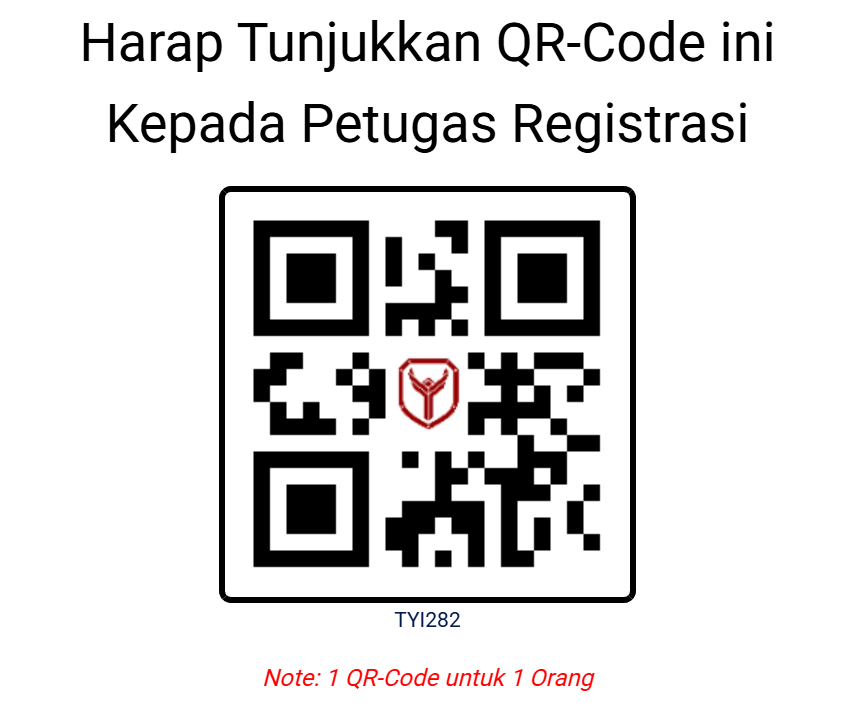 Harap Tunjukkan QR-Code ini
Kepada Petugas Registrasi
TYI282
Note: 1 QR-Code untuk 1 Orang